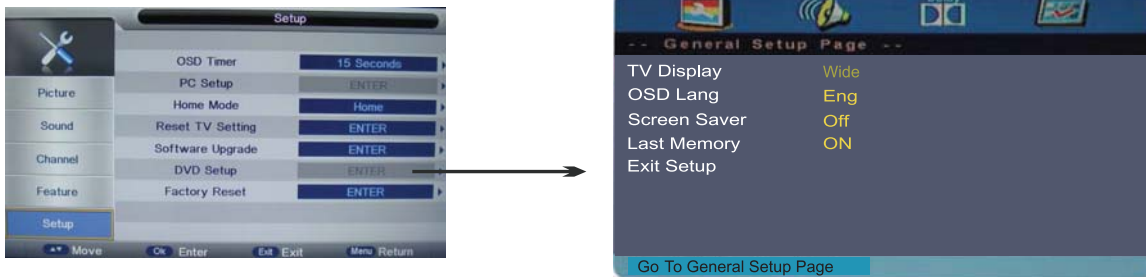 Setup
OSD Timer 15 Seconds
PC Setup ENTER
Home Mode Home
Reset TV Setting ENTER
Software Upgrade ENTER
DVD Setup ENTER
Factory Reset ENTER
Picture
Sound
Channel
Feature
Setup
Move Ok Enter Exit Exit Menu Return
-- General Setup Page --
TV Display Wide
OSD Lang Eng
Screen Saver Off
Last Memory ON
Exit Setup
Go To General Setup Page